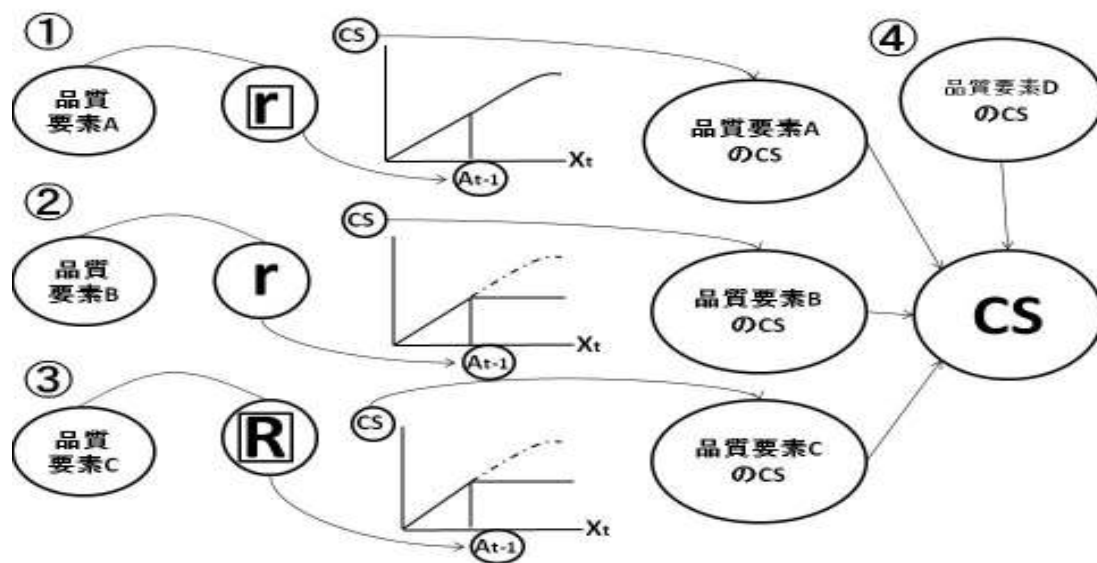 ①
品質
要素A
r
CS
Xt
At-1
品質要素A
のCS
④
品質要素D
のCS
②
品質
要素B
r
CS
Xt
At-1
品質要素B
のCS
CS
③
品質
要素C
R
CS
Xt
At-1
品質要素C
のCS